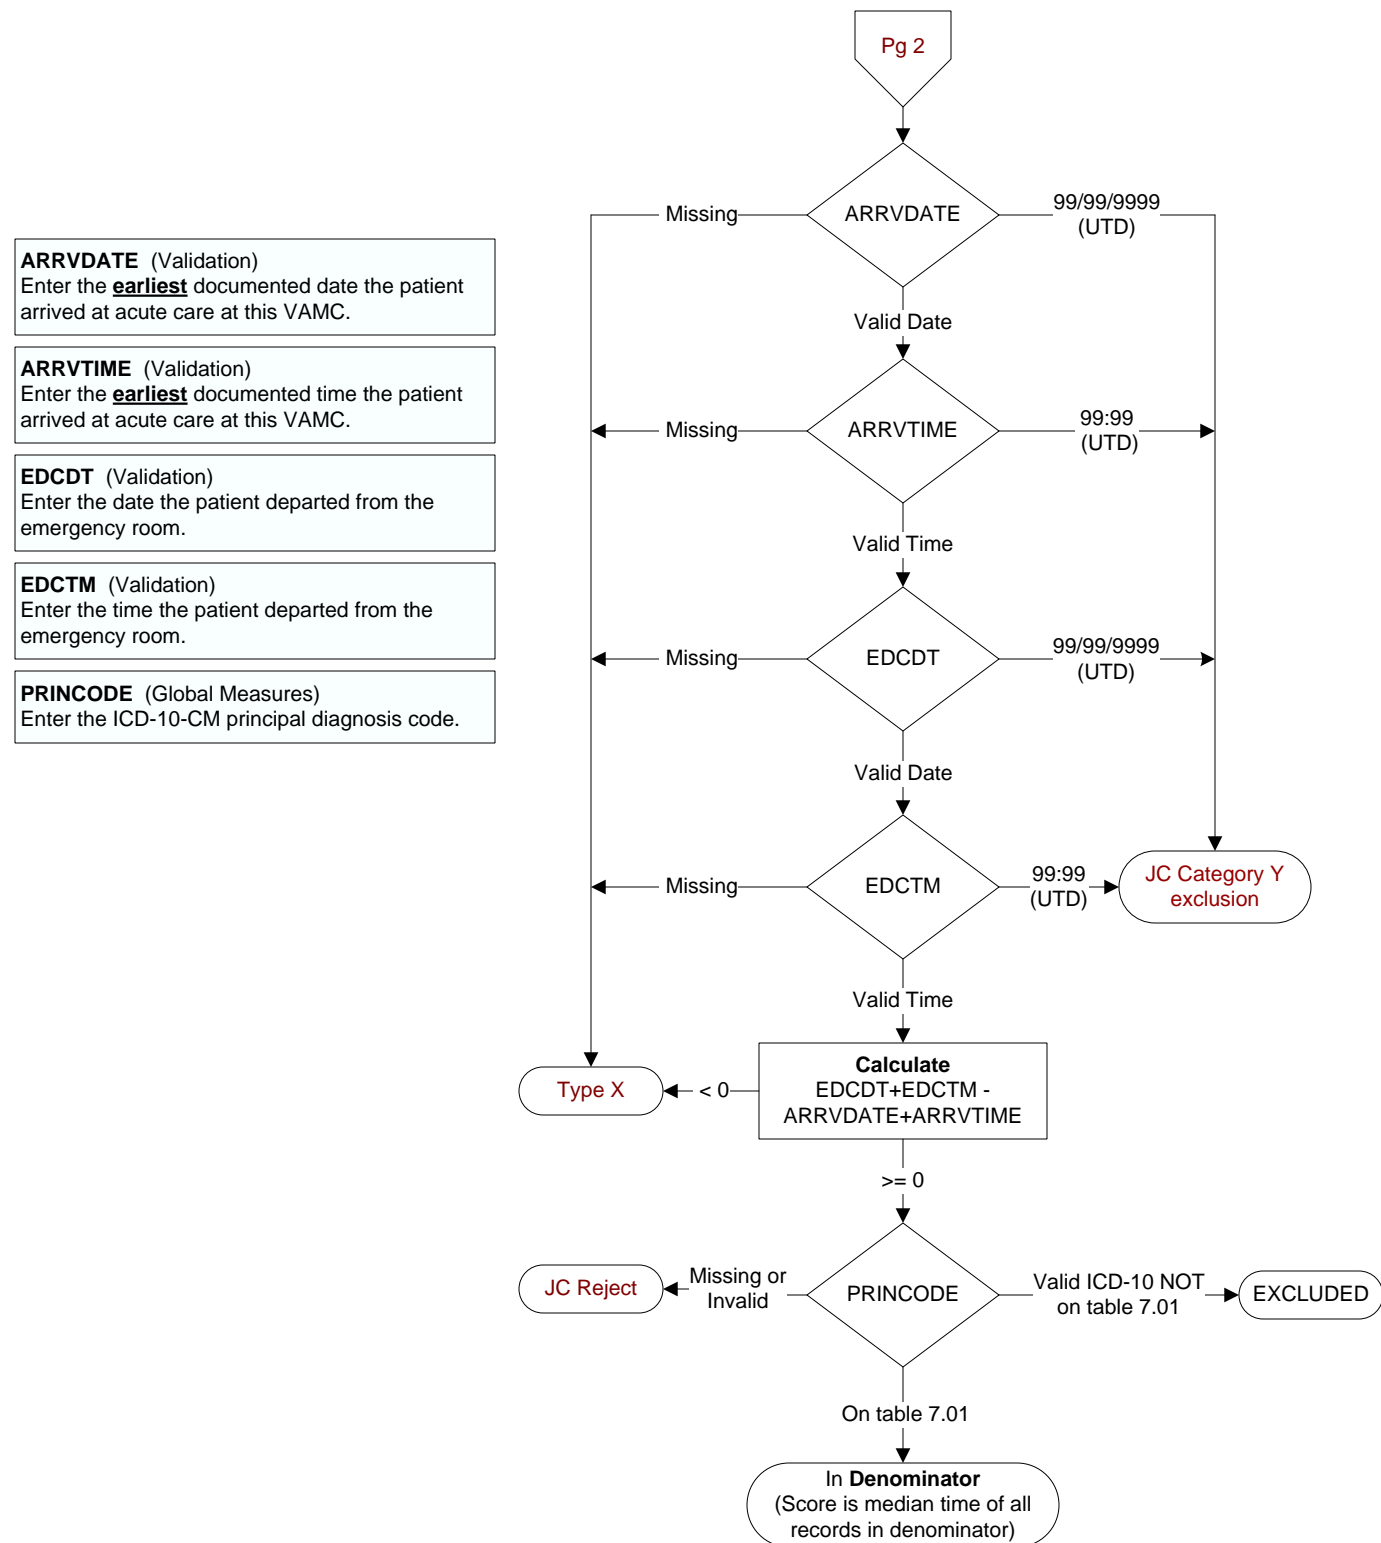 Pg 2
ARRVDATE
Missing
99/99/9999
(UTD)
ARRVDATE (Validation)
Enter the earliest documented date the patient
arrived at acute care at this VAMC.
Valid Date
ARRVTIME (Validation)
Enter the earliest documented time the patient
arrived at acute care at this VAMC.
ARRVTIME
Missing
99:99
(UTD)
EDCDT (Validation)
Enter the date the patient departed from the
emergency room.
Valid Time
EDCTM (Validation)
Enter the time the patient departed from the
emergency room.
EDCDT
Missing
99/99/9999
(UTD)
PRINCODE (Global Measures)
Enter the ICD-10-CM principal diagnosis code.
Valid Date
EDCTM
Missing
99:99
(UTD)
JC Category Y
exclusion
Valid Time
Calculate
EDCDT+EDCTM -
ARRVDATE+ARRVTIME
< 0
Type X
>= 0
PRINCODE
Missing or
Invalid
JC Reject
Valid ICD-10 NOT
on table 7.01
EXCLUDED
On table 7.01
In Denominator
(Score is median time of all
records in denominator)